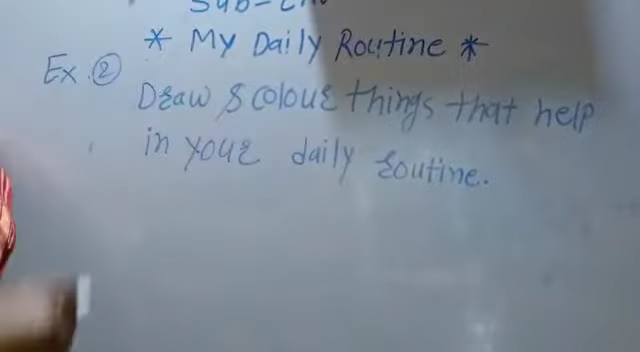 * My Daily Routine *
Ex. ②
Draw & colour things that help
in your daily routine.